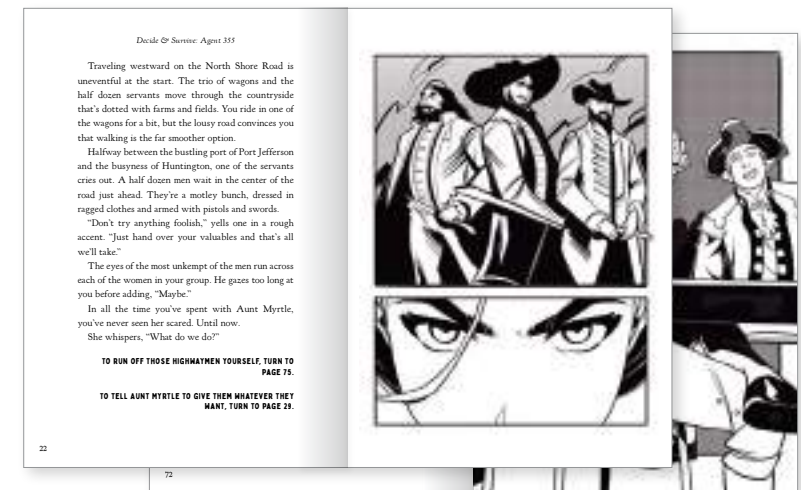 Decide & Survive: Agent 355
Traveling westward on the North Shore Road is
uneventful at the start. The trio of wagons and the
half dozen servants move through the countryside
that's dotted with farms and fields. You ride in one of
the wagons for a bit, but the lousy road convinces you
that walking is the far smoother option.
Halfway between the bustling port of Port Jefferson
and the busyness of Huntington, one of the servants
cries out. A half dozen men wait in the center of the
road just ahead. They're a motley bunch, dressed in
ragged clothes and armed with pistols and swords.
"Don't try anything foolish," yells one in a rough
accent. "Just hand over your valuables and that's all
we'll take."
The eyes of the most unkempt of the men run across
each of the women in your group. He gazes too long at
you before adding, "Maybe."
In all the time you've spent with Aunt Myrtle,
you've never seen her scared. Until now.
She whispers, "What do we do?"
TO RUN OFF THOSE HIGHWAYMEN YOURSELF, TURN TO
PAGE 75.
TO TELL AUNT MYRTLE TO GIVE THEM WHATEVER THEY
WANT, TURN TO PAGE 29.
22
72